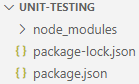 UNIT-TESTING
node_modules
package-lock.json
package.json